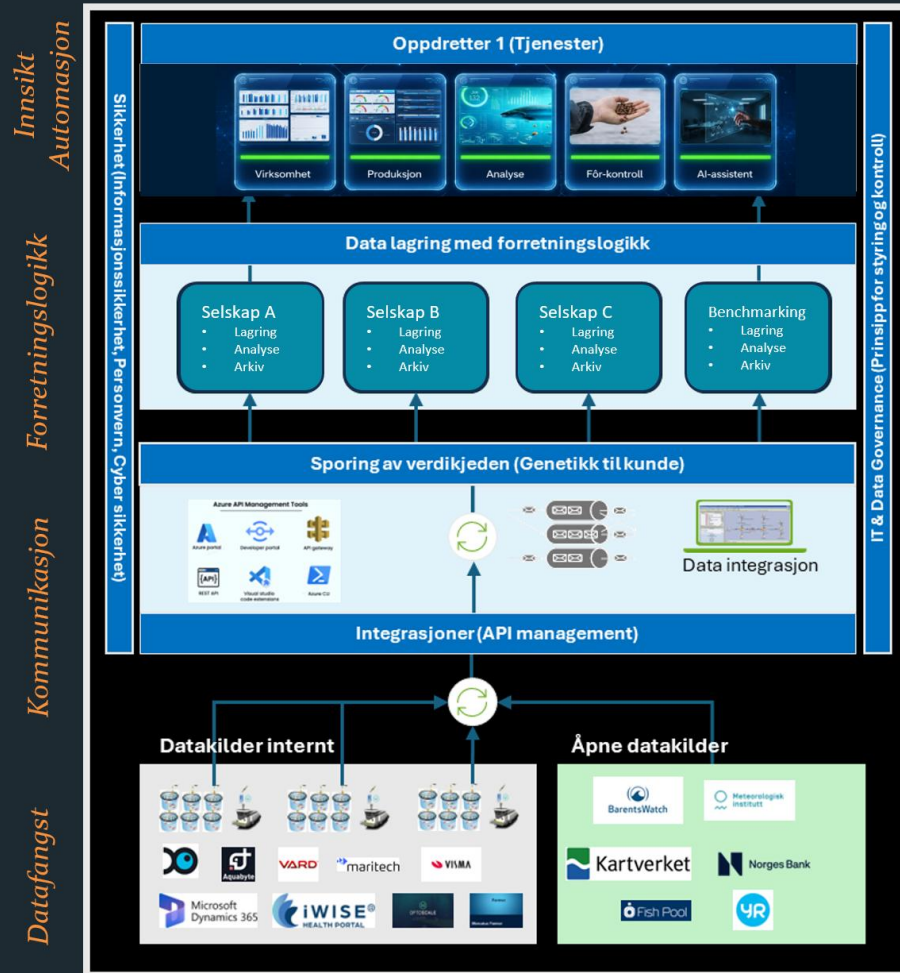 Innsikt
Automasjon
Forretningslogikk
Kommunikasjon
Datafangst
Sikkerhet (Informasjonssikkerhet, Personvern, Cyber sikkerhet)
IT & Data Governance (Prinsipp for styring og kontroll)
Oppdretter 1 (Tjenester)
Virksomhet
Produksjon
Analyse
Fôr-kontroll
AI-assistent
Data lagring med forretningslogikk
Selskap A
• Lagring
• Analyse
• Arkiv
Selskap B
• Lagring
• Analyse
• Arkiv
Selskap C
• Lagring
• Analyse
• Arkiv
Benchmarking
• Lagring
• Analyse
• Arkiv
Sporing av verdikjeden (Genetikk til kunde)
Azure API Management Tools
Azure portal
Developer portal
API gateway
{API}
REST API
Visual studio
code extensions
Azure CLI
Data integrasjon
Integrasjoner (API management)
Datakilder internt
Aquabyte
VARD
maritech
VISMA
Microsoft
Dynamics 365
iWISE
HEALTH PORTAL
OPTOSCALE
Åpne datakilder
BarentsWatch
Meteorologisk
institutt
Kartverket
Norges Bank
Fish Pool
YR